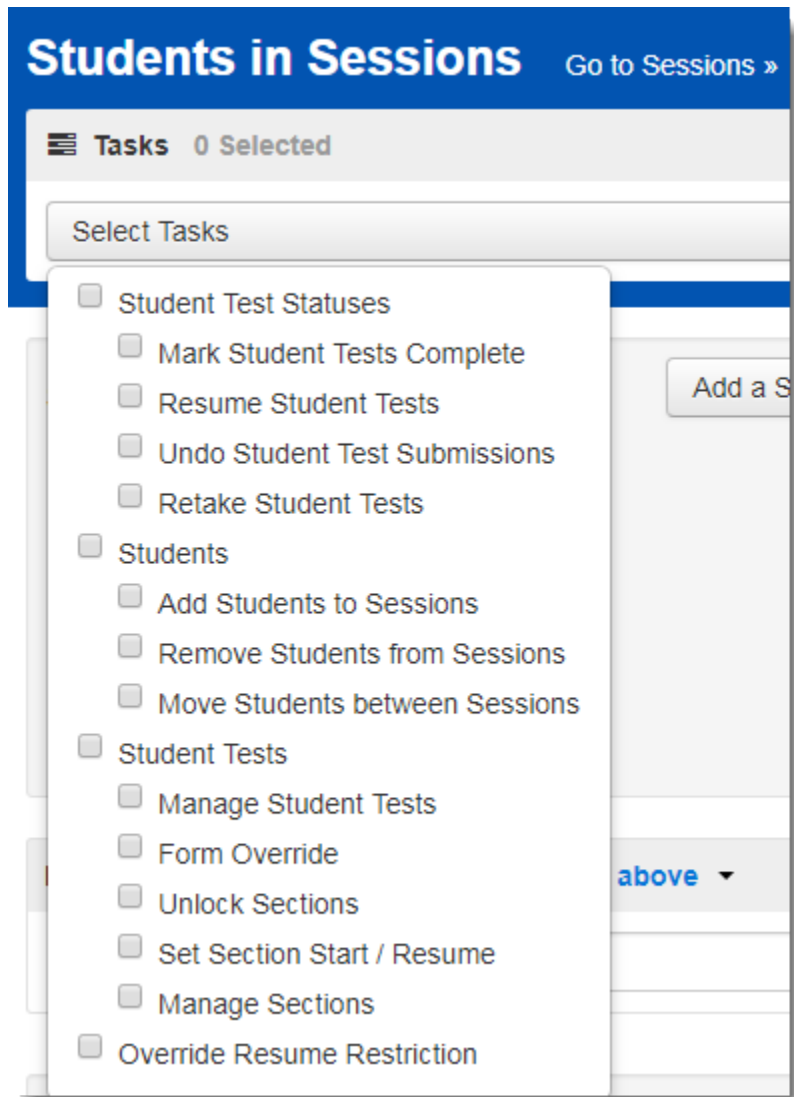 Students in Sessions Go to Sessions »
Tasks 0 Selected
Select Tasks
Student Test Statuses
Mark Student Tests Complete
Add a S
Resume Student Tests
Undo Student Test Submissions
Retake Student Tests
Students
Add Students to Sessions
Remove Students from Sessions
Move Students between Sessions
Student Tests
Manage Student Tests
Form Override
above
Unlock Sections
Set Section Start / Resume
Manage Sections
Override Resume Restriction